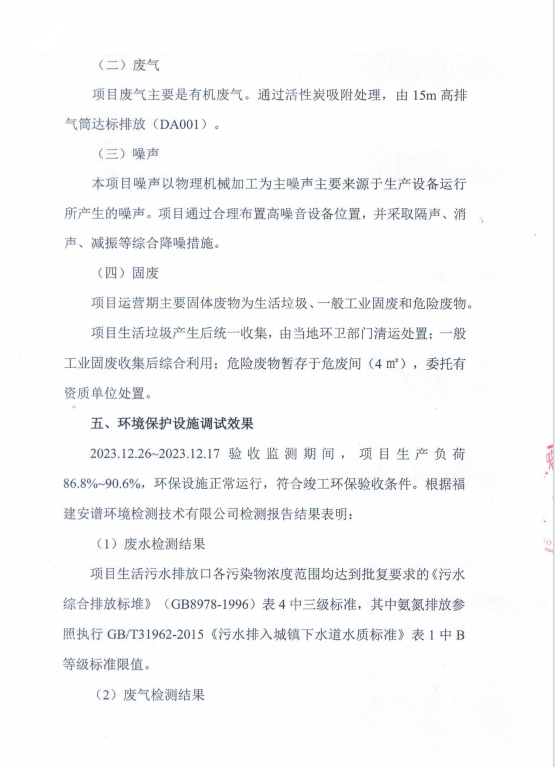 （二）废气
项目废气主要是有机废气。通过活性炭吸附处理，由 15m 高排
气筒达标排放（DA001）。
（三）噪声
本项目噪声以物理机械加工为主噪声主要来源于生产设备运行
所产生的噪声。项目通过合理布置高噪音设备位置，并采取隔声、消
声、减振等综合降噪措施。
（四）固废
项目运营期主要固体废物为生活垃圾、一般工业固废和危险废物。
项目生活垃圾产生后统一收集，由当地环卫部门清运处置；一般
工业固废收集后综合利用；危险废物暂存于危废间（4 ㎡），委托有
资质单位处置。
五、环境保护设施调试效果
2023.12.26~2023.12.17 验收监测期间，项目生产负荷
86.8%~90.6%，环保设施正常运行，符合竣工环保验收条件。根据福
建安谱环境检测技术有限公司检测报告结果表明：
（1）废水检测结果
项目生活污水排放口各污染物浓度范围均达到批复要求的《污水
综合排放标堆》（GB8978-1996）表 4 中三级标准，其中氨氮排放参
照执行 GB/T31962-2015《污水排入城镇下水道水质标准》表 1 中 B
等级标准限值。
（2）废气检测结果